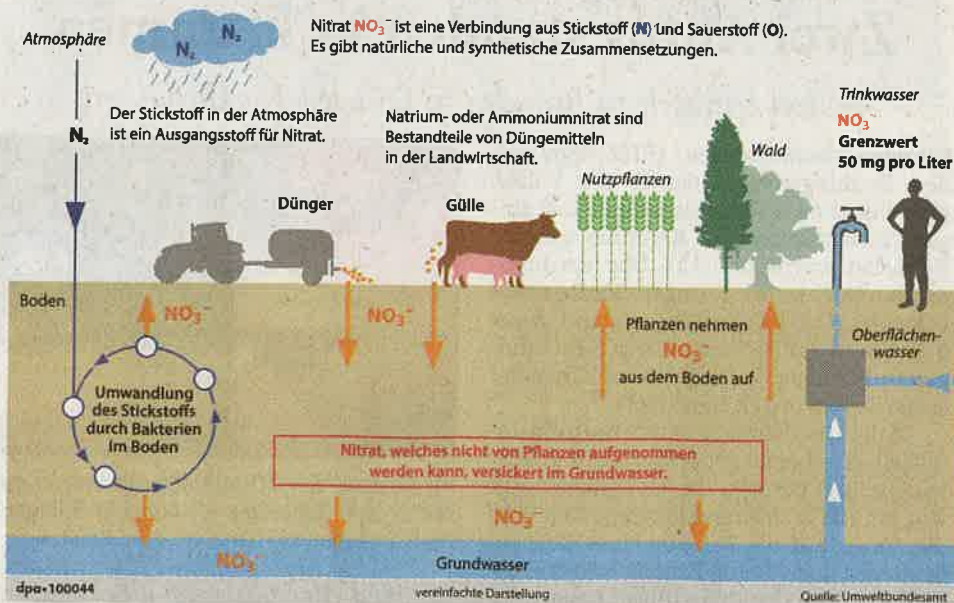 Atmosphäre
N₂
N₂
Nitrat NO₃⁻ ist eine Verbindung aus Stickstoff (N) und Sauerstoff (O).
Es gibt natürliche und synthetische Zusammensetzungen.
N₂
Der Stickstoff in der Atmosphäre
ist ein Ausgangsstoff für Nitrat.
Natrium- oder Ammoniumnitrat sind
Bestandteile von Düngemitteln
in der Landwirtschaft.
Trinkwasser
NO₃⁻
Grenzwert
50 mg pro Liter
Dünger
Gülle
Nutzpflanzen
Wald
Boden
NO₃⁻
NO₃⁻
Pflanzen nehmen
NO₃⁻
aus dem Boden auf
Oberflächen-
wasser
Umwandlung
des Stickstoffs
durch Bakterien
im Boden
Nitrat, welches nicht von Pflanzen aufgenommen
werden kann, versickert im Grundwasser.
NO₃⁻
NO₃⁻
Grundwasser
dpa•100044
vereinfachte Darstellung
Quelle: Umweltbundesamt